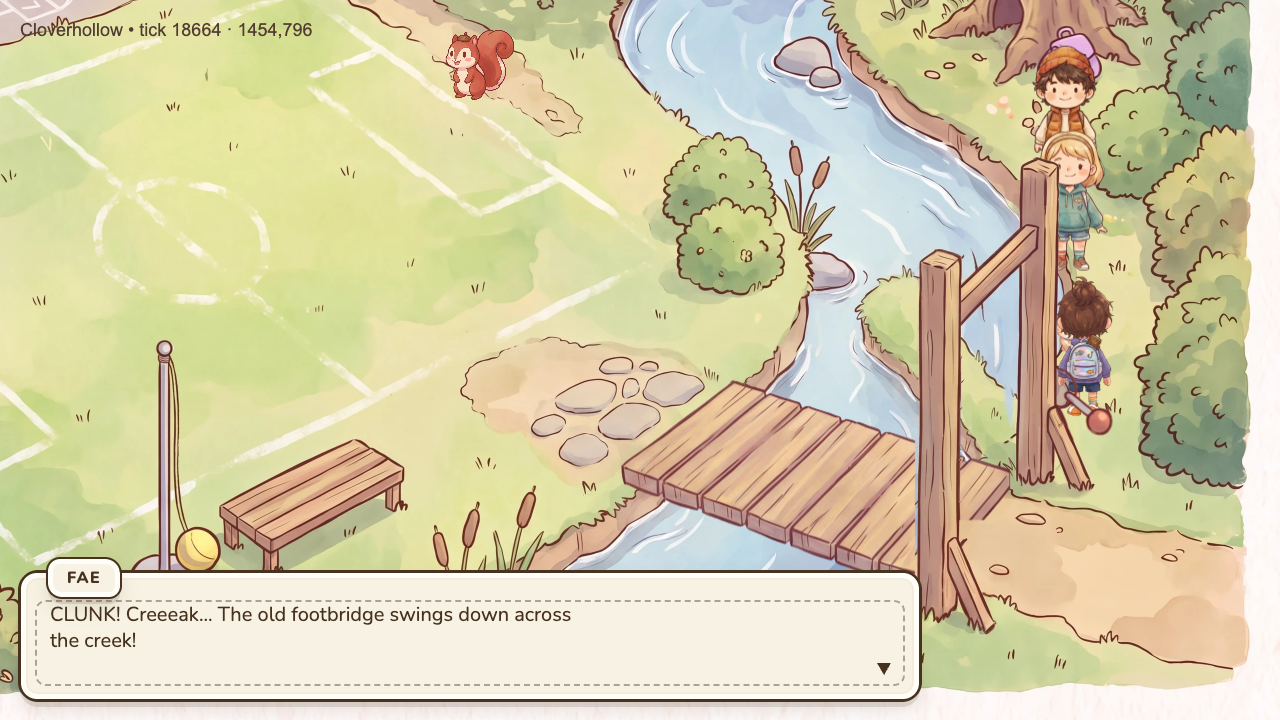 Cloverhollow • tick 18664 · 1454,796
FAE
CLUNK! Creeeak... The old footbridge swings down across
the creek!